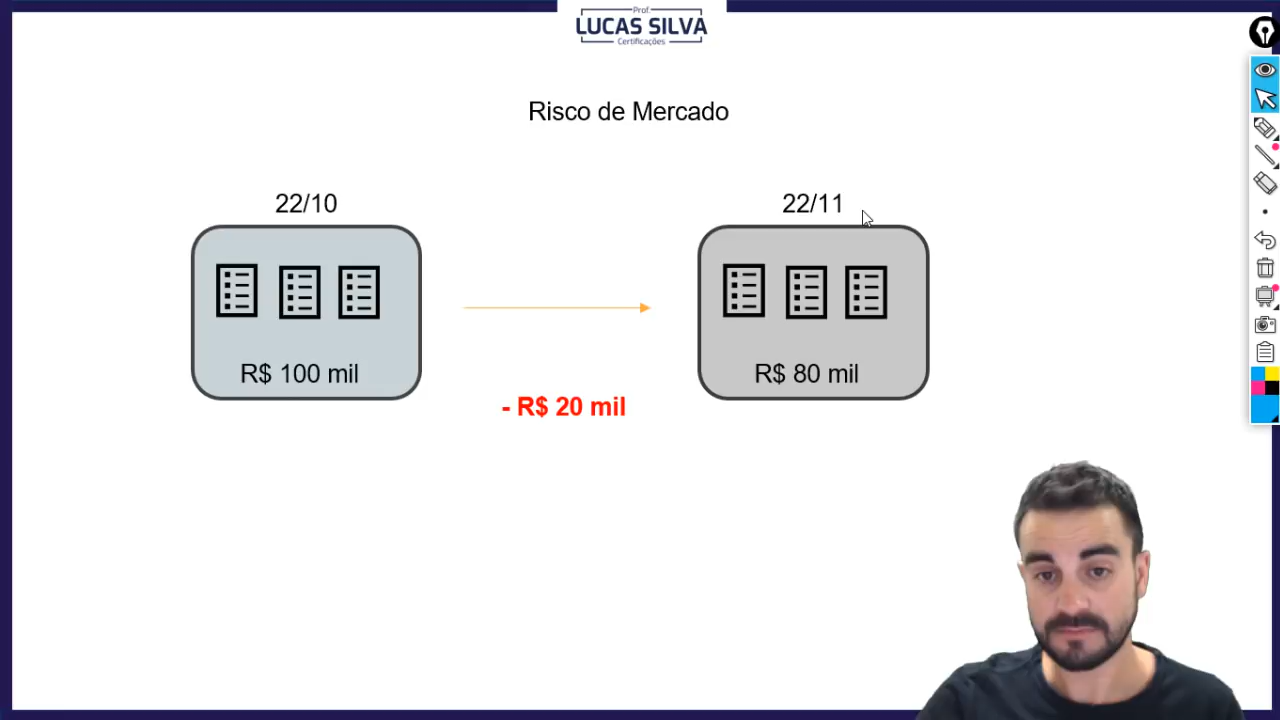 Prof.
LUCAS SILVA
Certificações
Risco de Mercado
22/10
22/11
R$ 100 mil
R$ 80 mil
- R$ 20 mil